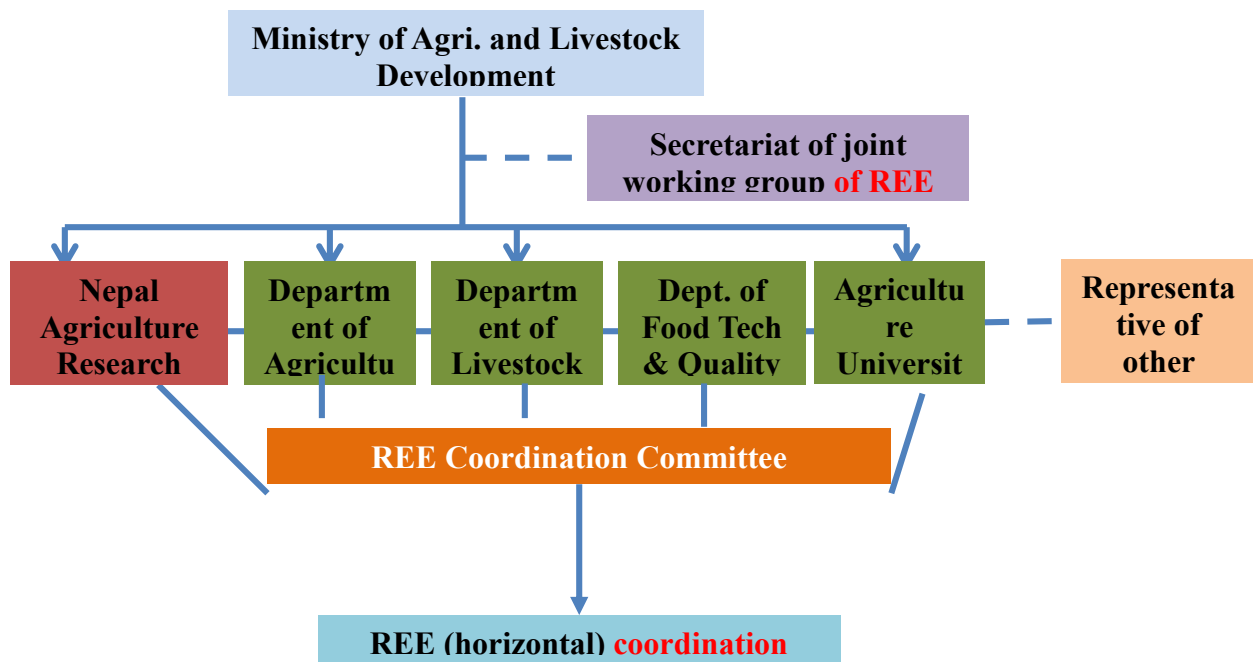 Ministry of Agri. and Livestock
Development
Secretariat of joint
working group of REE
Nepal
Agriculture
Research
Departm
ent of
Agricultu
Departm
ent of
Livestock
Dept. of
Food Tech
& Quality
Agricultu
re
Universit
Representa
tive of
other
REE Coordination Committee
REE (horizontal) coordination